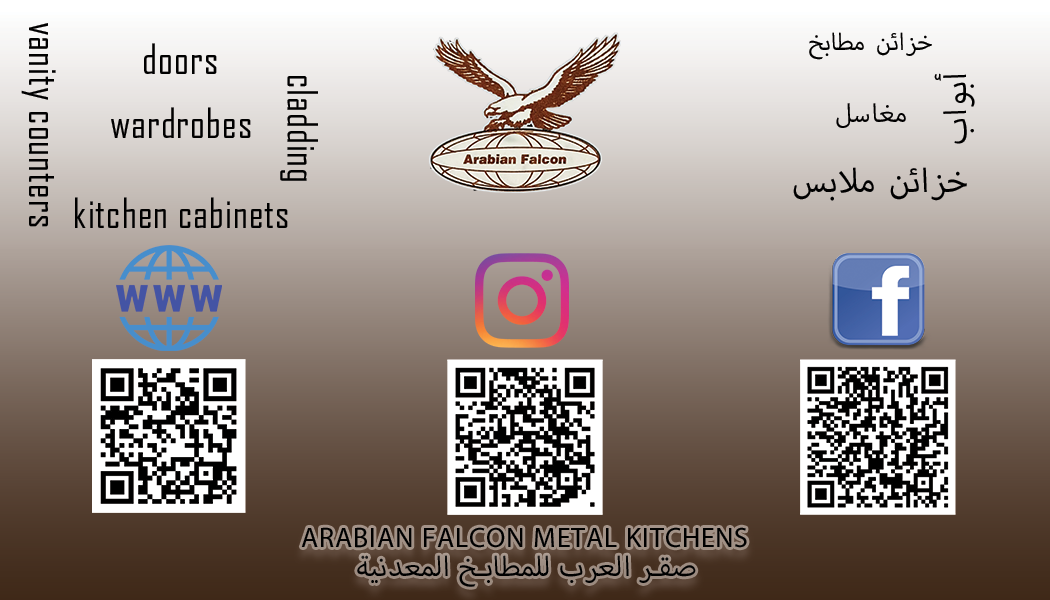 vanity counters
doors
wardrobes
cladding
kitchen cabinets
Arabian Falcon
خزائن مطابخ
أبواب
مغاسل
خزائن ملابس
WWW
ARABIAN FALCON METAL KITCHENS
صقر العرب للمطابخ المعدنية